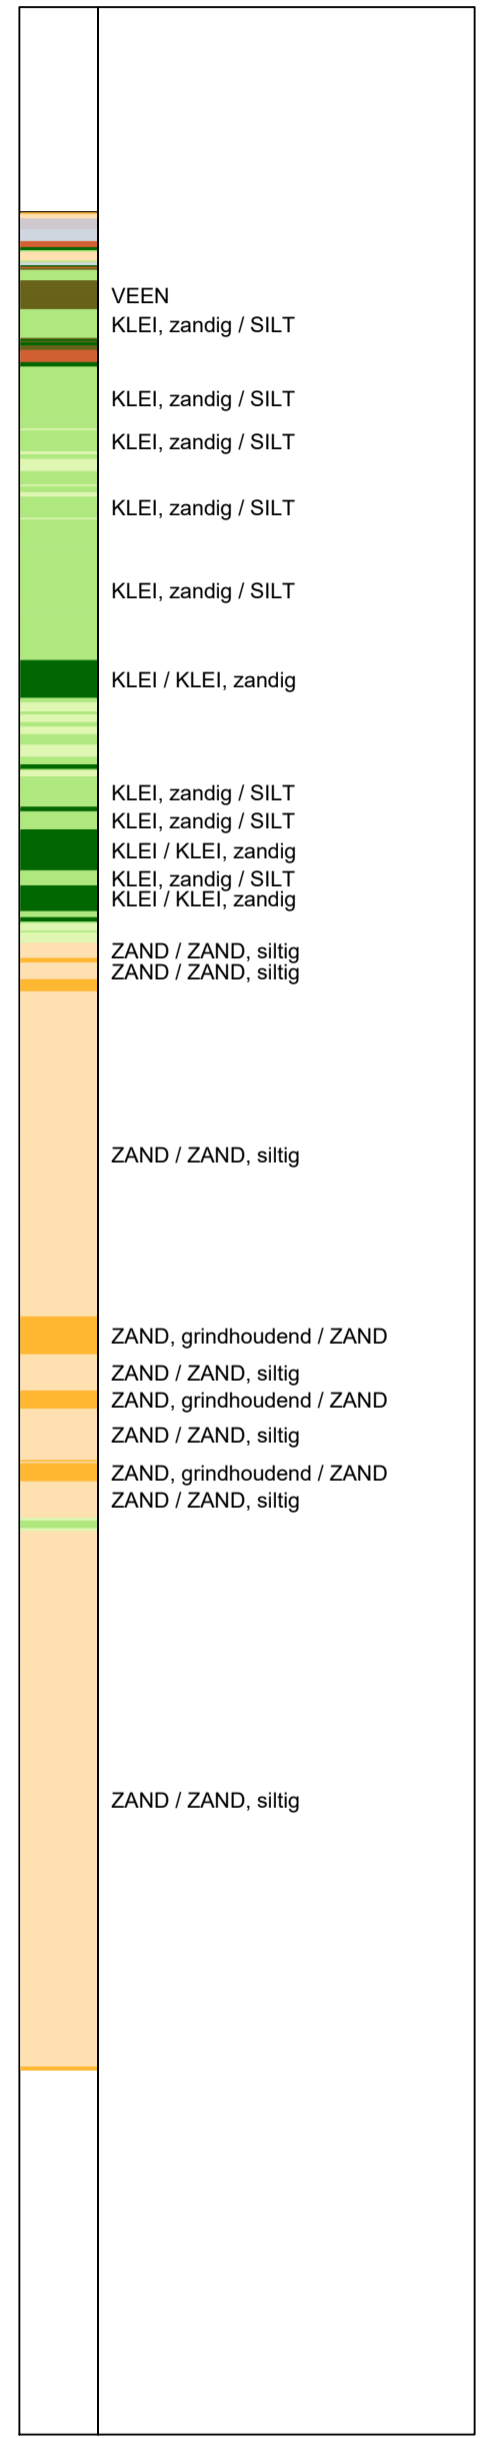 VEEN
KLEI, zandig / SILT
KLEI, zandig / SILT
KLEI, zandig / SILT
KLEI, zandig / SILT
KLEI, zandig / SILT
KLEI / KLEI, zandig
KLEI, zandig / SILT
KLEI, zandig / SILT
KLEI / KLEI, zandig
KLEI, zandig / SILT
KLEI / KLEI, zandig
ZAND / ZAND, siltig
ZAND / ZAND, siltig
ZAND / ZAND, siltig
ZAND, grindhoudend / ZAND
ZAND / ZAND, siltig
ZAND, grindhoudend / ZAND
ZAND / ZAND, siltig
ZAND, grindhoudend / ZAND
ZAND / ZAND, siltig
ZAND / ZAND, siltig